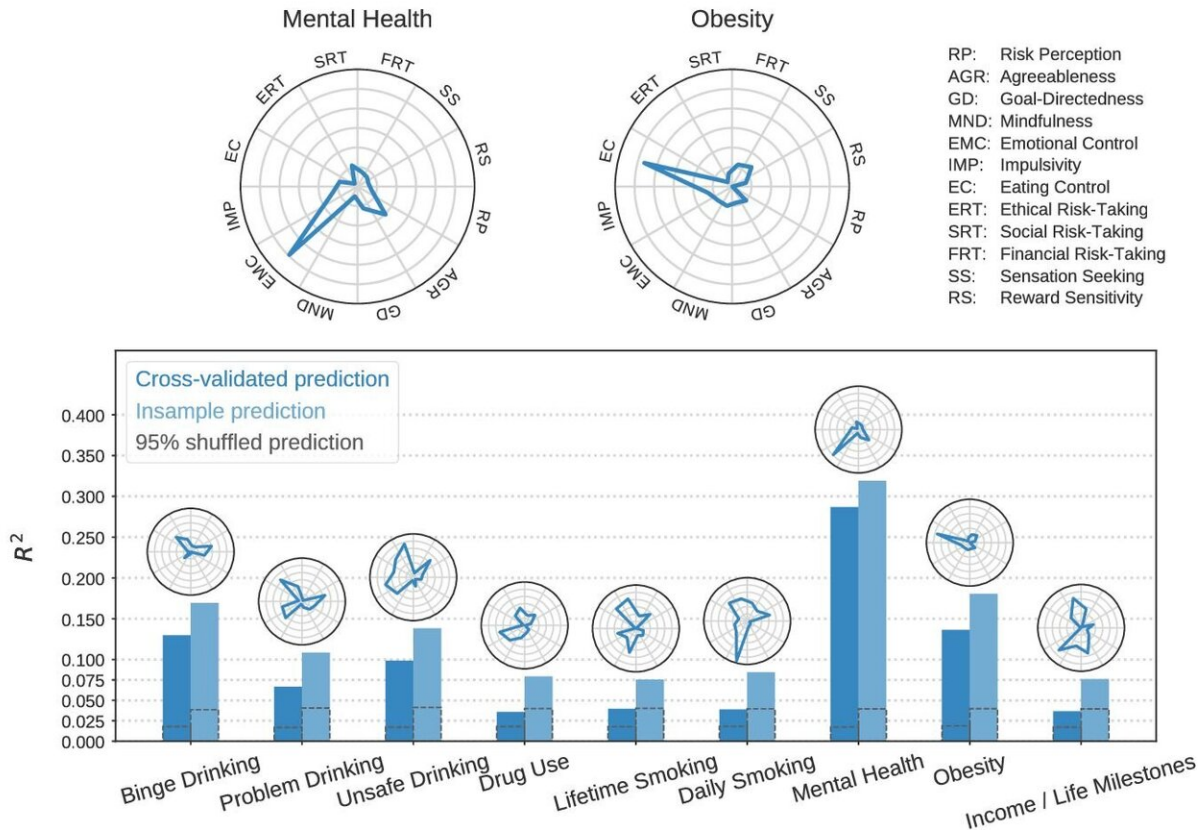 Mental Health
SRT
FRT
SS
RS
RP
AGR
GD
MND
EMC
IMP
EC
ERT
Obesity
SRT
FRT
SS
RS
RP
AGR
GD
MND
EMC
IMP
EC
ERT
RP: Risk Perception
AGR: Agreeableness
GD: Goal-Directedness
MND: Mindfulness
EMC: Emotional Control
IMP: Impulsivity
EC: Eating Control
ERT: Ethical Risk-Taking
SRT: Social Risk-Taking
FRT: Financial Risk-Taking
SS: Sensation Seeking
RS: Reward Sensitivity
Cross-validated prediction
Insample prediction
95% shuffled prediction
R²
0.400
0.350
0.300
0.250
0.200
0.150
0.100
0.075
0.050
0.025
0.000
Binge Drinking
Problem Drinking
Unsafe Drinking
Drug Use
Lifetime Smoking
Daily Smoking
Mental Health
Obesity
Income / Life Milestones